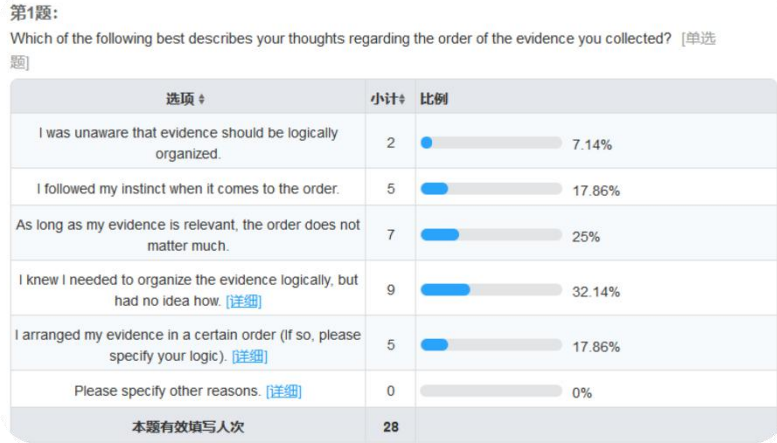 第1题:
Which of the following best describes your thoughts regarding the order of the evidence you collected? [单选
题]
选项 小计 比例
I was unaware that evidence should be logically
organized.
2 7.14%
I followed my instinct when it comes to the order. 5 17.86%
As long as my evidence is relevant, the order does not
matter much.
7 25%
I knew I needed to organize the evidence logically, but
had no idea how. [详细]
9 32.14%
I arranged my evidence in a certain order (If so, please
specify your logic). [详细]
5 17.86%
Please specify other reasons. [详细] 0 0%
本题有效填写人次 28